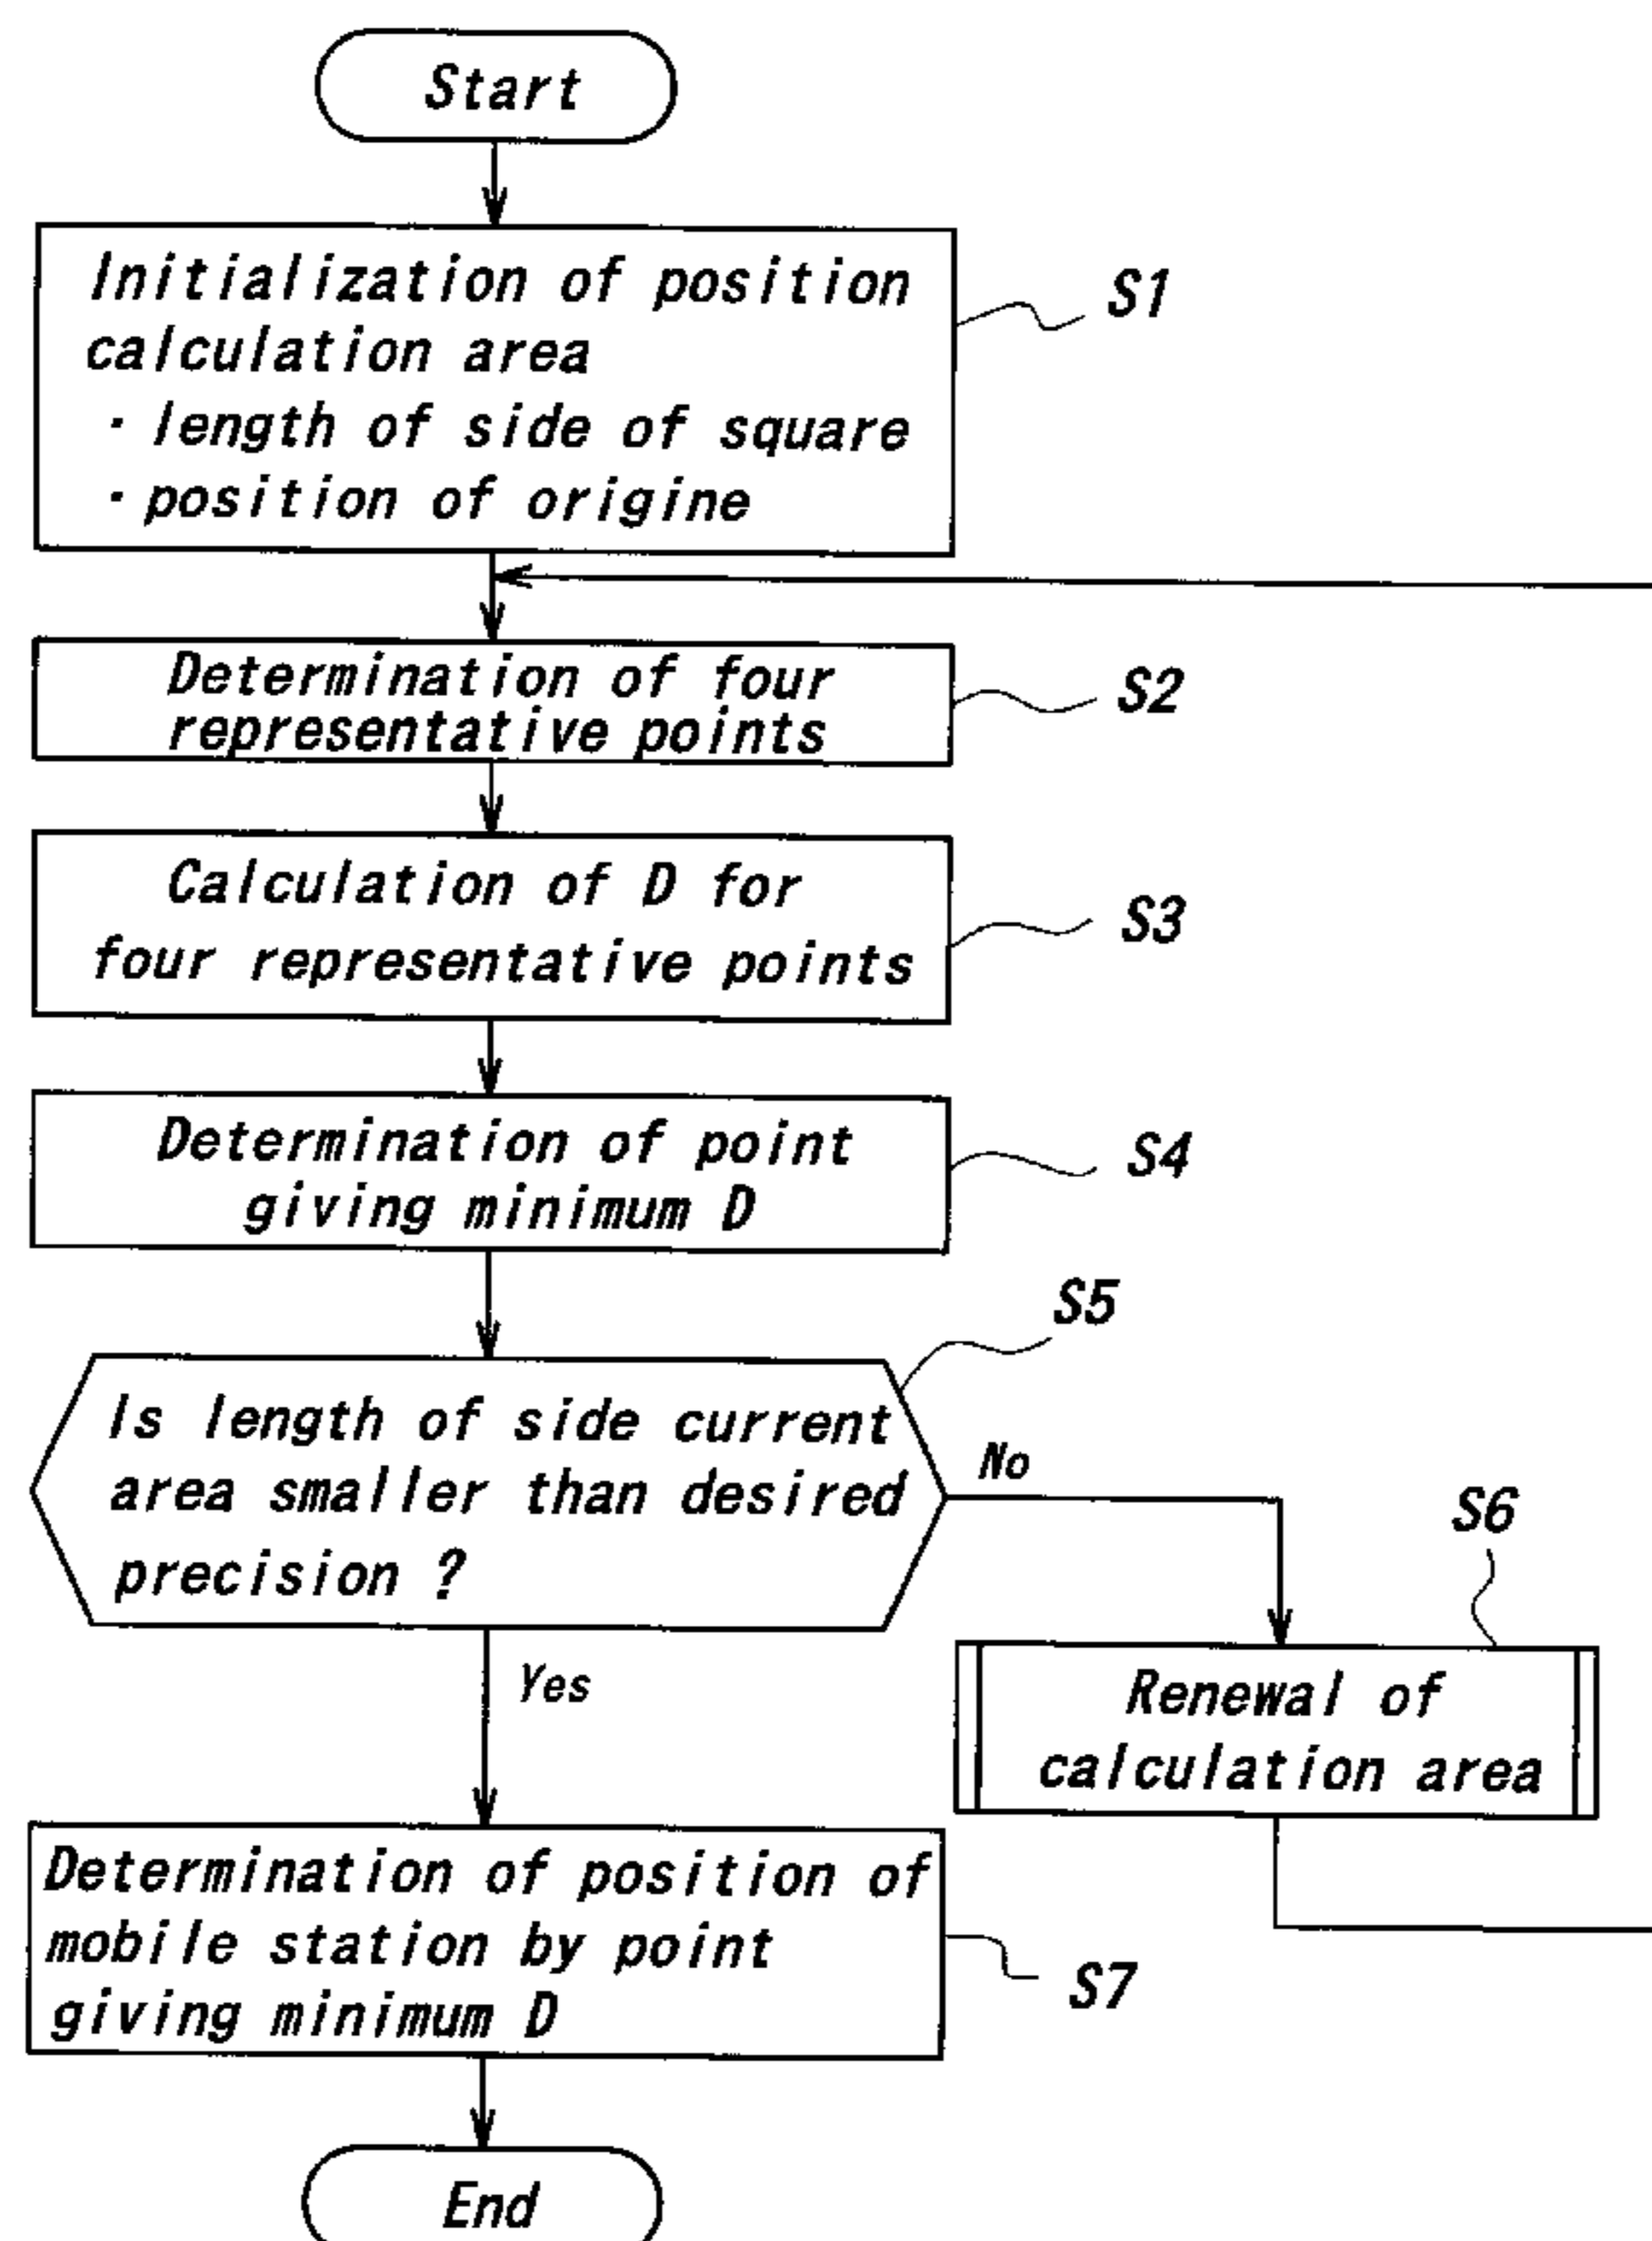 Start
Initialization of position
calculation area
· length of side of square
· position of origine
S1
Determination of four
representative points
S2
Calculation of D for
four representative points
S3
Determination of point
giving minimum D
S4
S5
Is length of side current
area smaller than desired
precision ?
No
Yes
S6
Renewal of
calculation area
Determination of position of
mobile station by point
giving minimum D
S7
End